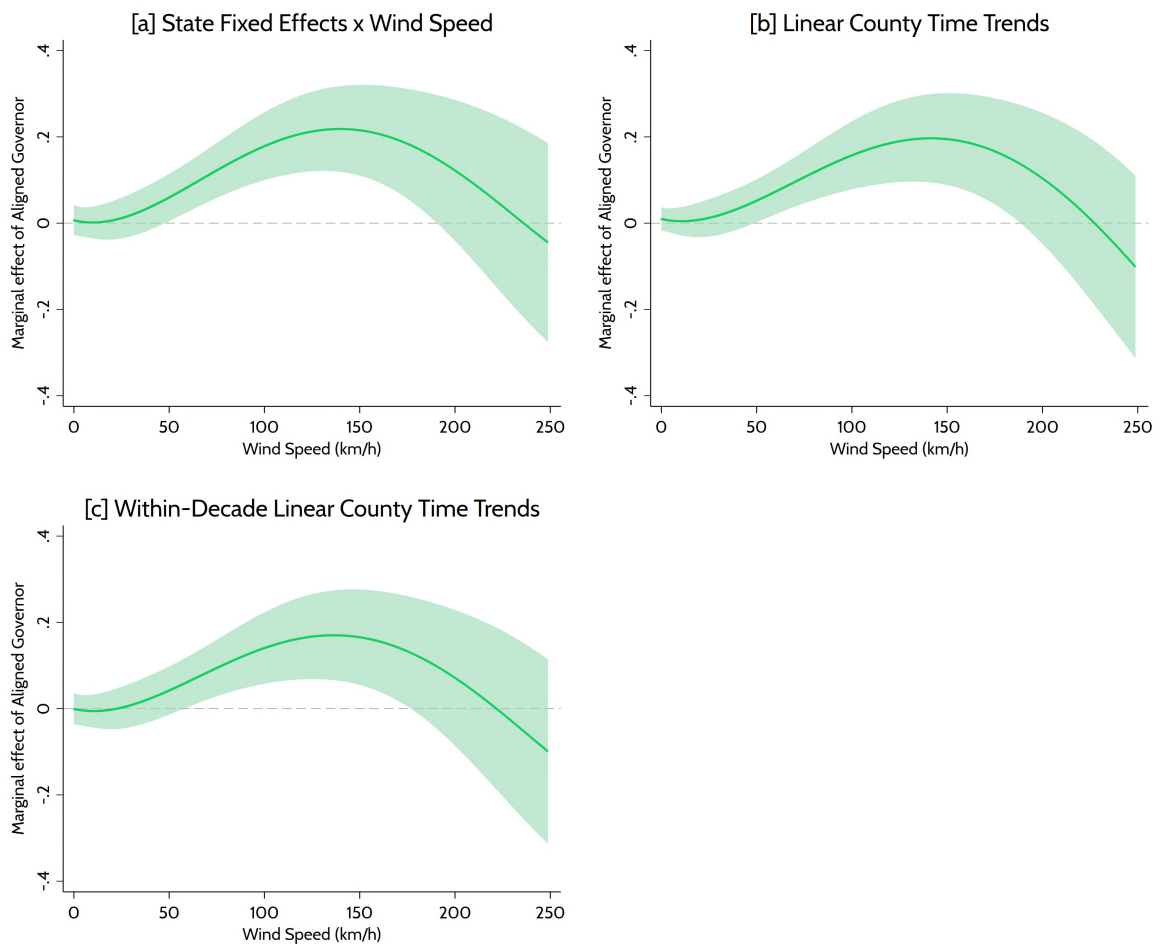 [a] State Fixed Effects x Wind Speed
Marginal effect of Aligned Governor
.4
.2
0
-.2
-.4
0 50 100 150 200 250
Wind Speed (km/h)
[b] Linear County Time Trends
Marginal effect of Aligned Governor
.4
.2
0
-.2
-.4
0 50 100 150 200 250
Wind Speed (km/h)
[c] Within-Decade Linear County Time Trends
Marginal effect of Aligned Governor
.4
.2
0
-.2
-.4
0 50 100 150 200 250
Wind Speed (km/h)